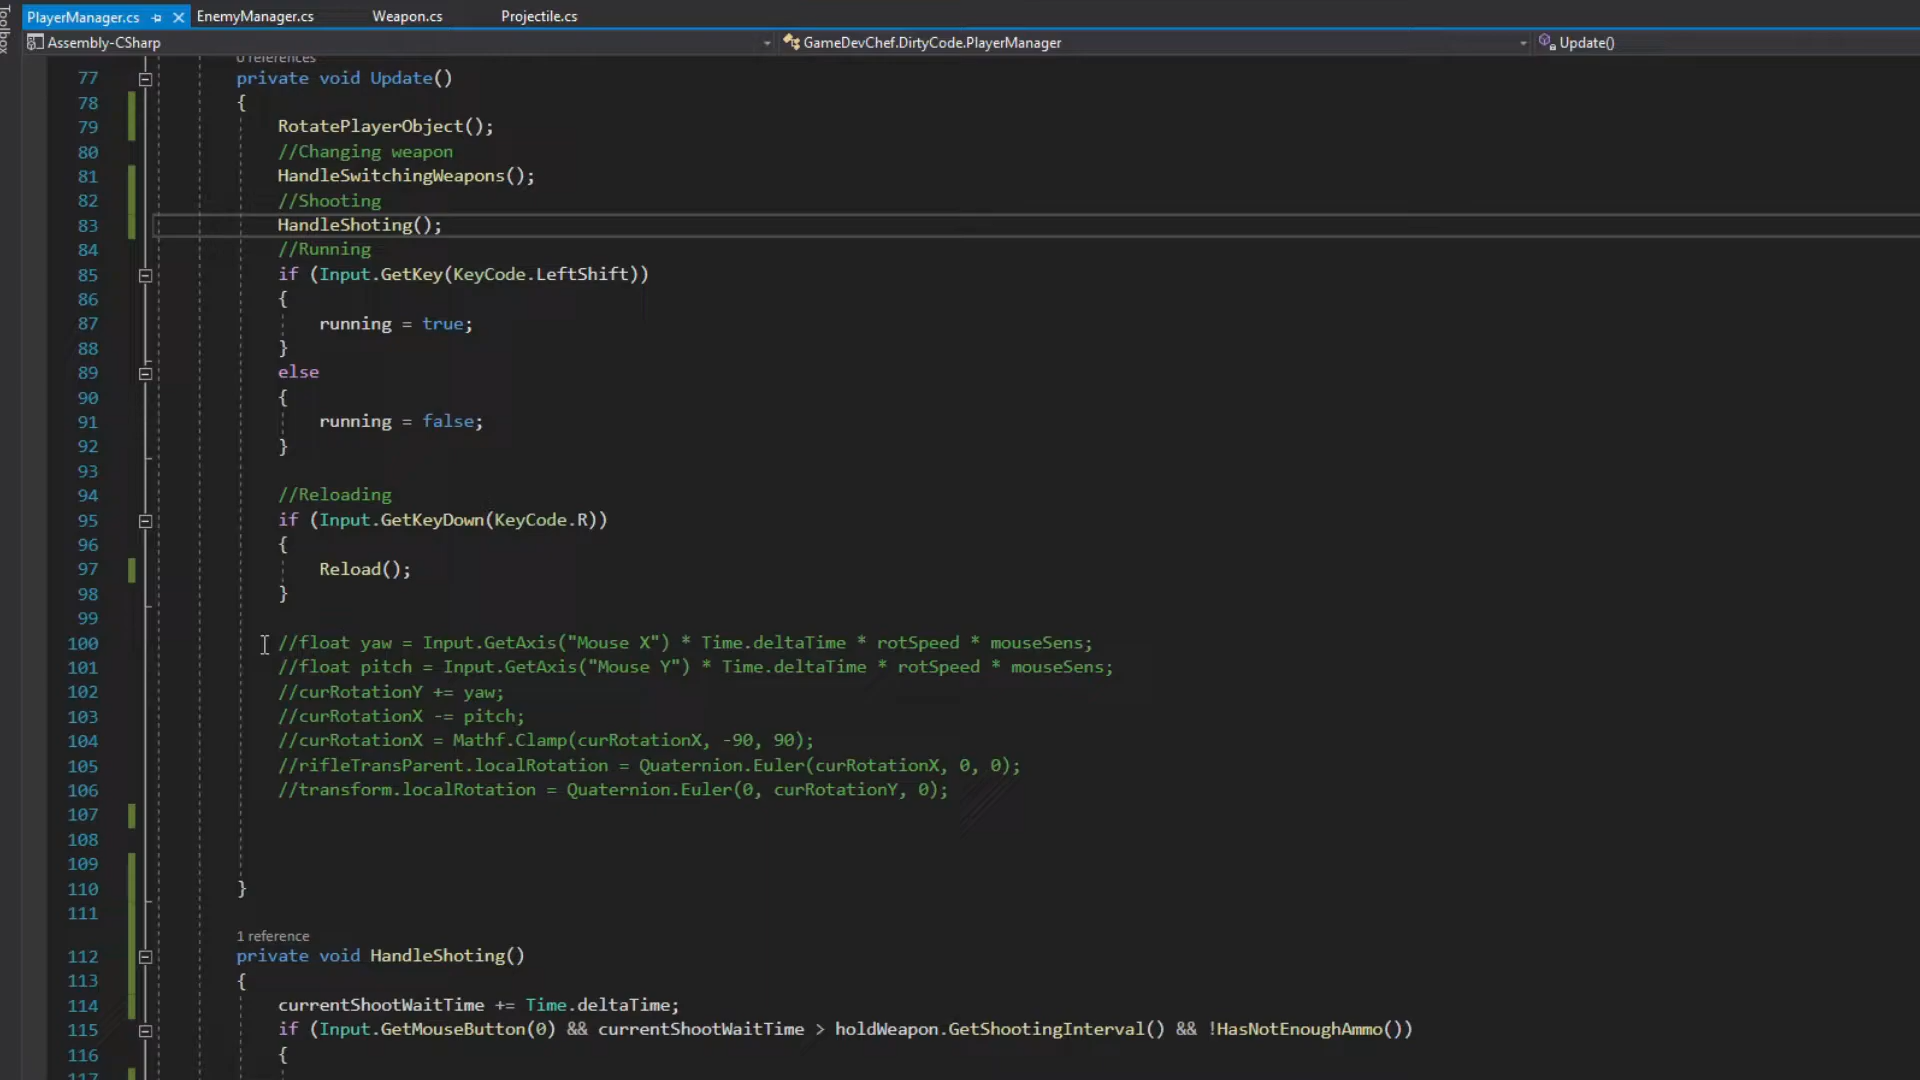 Toolbox
PlayerManager.cs EnemyManager.cs Weapon.cs Projectile.cs
Assembly-CSharp GameDevChef.DirtyCode.PlayerManager Update()
0 references
77 private void Update()
78 {
79 RotatePlayerObject();
80 //Changing weapon
81 HandleSwitchingWeapons();
82 //Shooting
83 HandleShoting();
84 //Running
85 if (Input.GetKey(KeyCode.LeftShift))
86 {
87 running = true;
88 }
89 else
90 {
91 running = false;
92 }
93
94 //Reloading
95 if (Input.GetKeyDown(KeyCode.R))
96 {
97 Reload();
98 }
99
100 //float yaw = Input.GetAxis("Mouse X") * Time.deltaTime * rotSpeed * mouseSens;
101 //float pitch = Input.GetAxis("Mouse Y") * Time.deltaTime * rotSpeed * mouseSens;
102 //curRotationY += yaw;
103 //curRotationX -= pitch;
104 //curRotationX = Mathf.Clamp(curRotationX, -90, 90);
105 //rifleTransParent.localRotation = Quaternion.Euler(curRotationX, 0, 0);
106 //transform.localRotation = Quaternion.Euler(0, curRotationY, 0);
107
108
109
110 }
111
1 reference
112 private void HandleShoting()
113 {
114 currentShootWaitTime += Time.deltaTime;
115 if (Input.GetMouseButton(0) && currentShootWaitTime > holdWeapon.GetShootingInterval() && !HasNotEnoughAmmo())
116 {
117